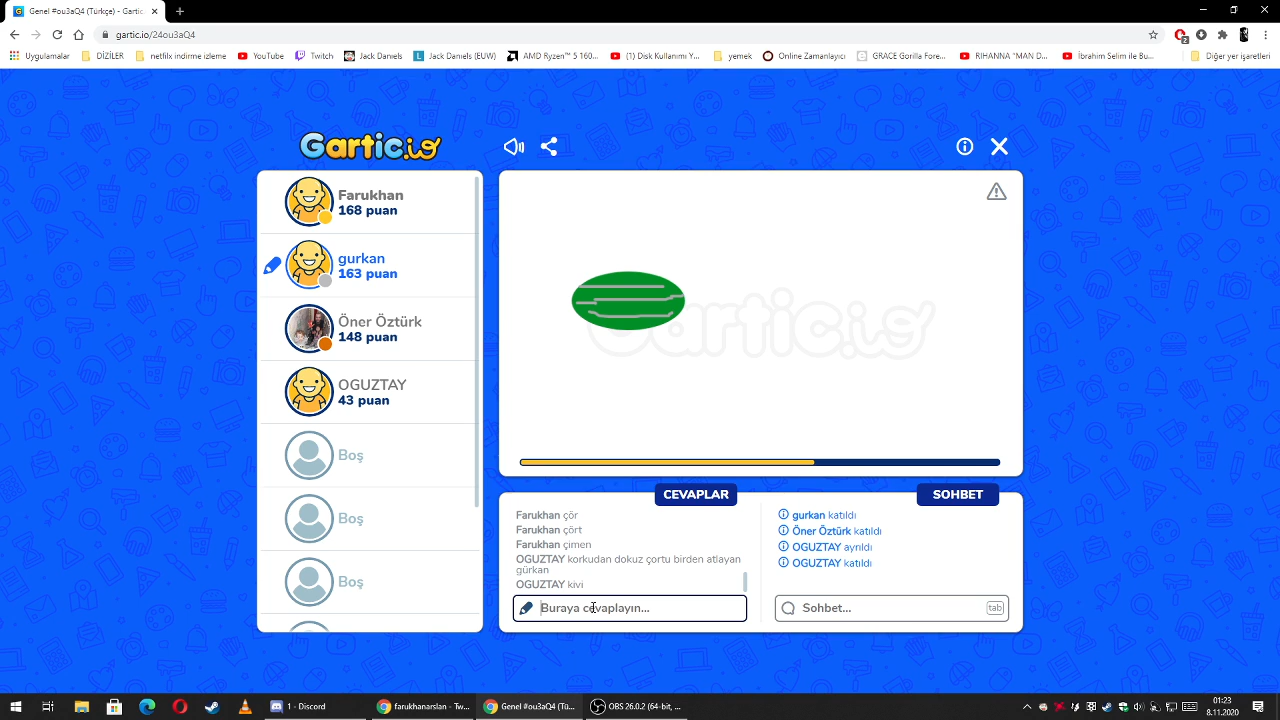 Genel #ou3aQ4 (Türkçe) - Gartic.
gartic.io/24ou3aQ4
2
Uygulamalar
DİZİLER
netflix indirme izleme
YouTube
Twitch
Jack Daniels
Jack Daniels (EUW)
AMD Ryzen™ 5 160...
(1) Disk Kullanımı Y...
yemek
Online Zamanlayıcı
GRACE Gorilla Fore...
RIHANNA "MAN D...
İbrahim Selim ile Bu...
Diğer yer işaretleri
Gartic.io
Farukhan
168 puan
gurkan
163 puan
Öner Öztürk
148 puan
OGUZTAY
43 puan
Boş
Boş
Boş
Gartic.io
CEVAPLAR
Farukhan çör
Farukhan çört
Farukhan çimen
OGUZTAY korkudan dokuz çortu birden atlayan
gürkan
OGUZTAY kivi
Buraya cevaplayın...
SOHBET
gurkan katıldı
Öner Öztürk katıldı
OGUZTAY ayrıldı
OGUZTAY katıldı
Sohbet...
tab
1 - Discord
farukhanarslan - Tw...
Genel #ou3aQ4 (Tü...
OBS 26.0.2 (64-bit, ...
01:23
8.11.2020